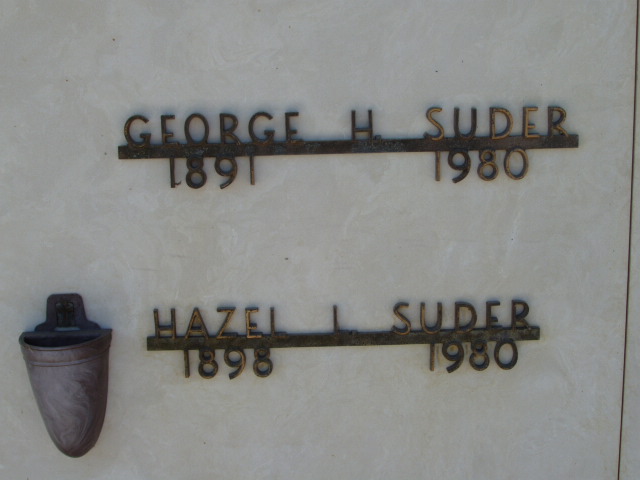 GEORGE H. SUDER
1891 1980
HAZEL L. SUDER
1898 1980